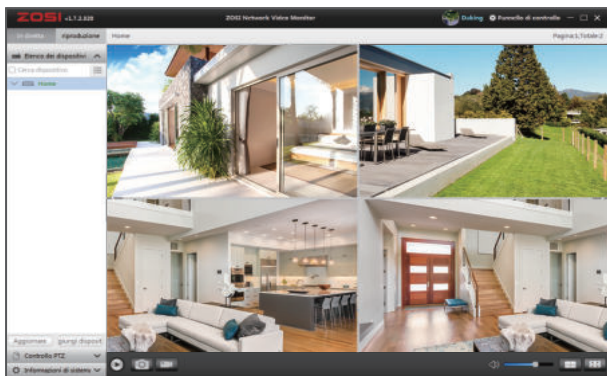 ZOSI v1.7.2.020
ZOSI Network Video Monitor
Duking
Pannello di controllo
In diretta
riproduzione
Home
Pagina:1,Totale:2
Elenco dei dispositivi
Cerca dispositivo
Home
Aggiornare
giungi disposit
Controllo PTZ
Informazioni di sistema